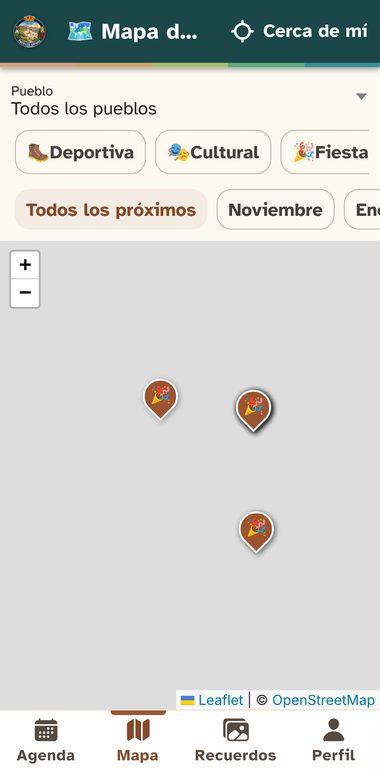 Mapa d...
Cerca de mí
Pueblo
Todos los pueblos
Deportiva
Cultural
Fiesta
Todos los próximos
Noviembre
+
−
Leaflet | © OpenStreetMap
Agenda
Mapa
Recuerdos
Perfil